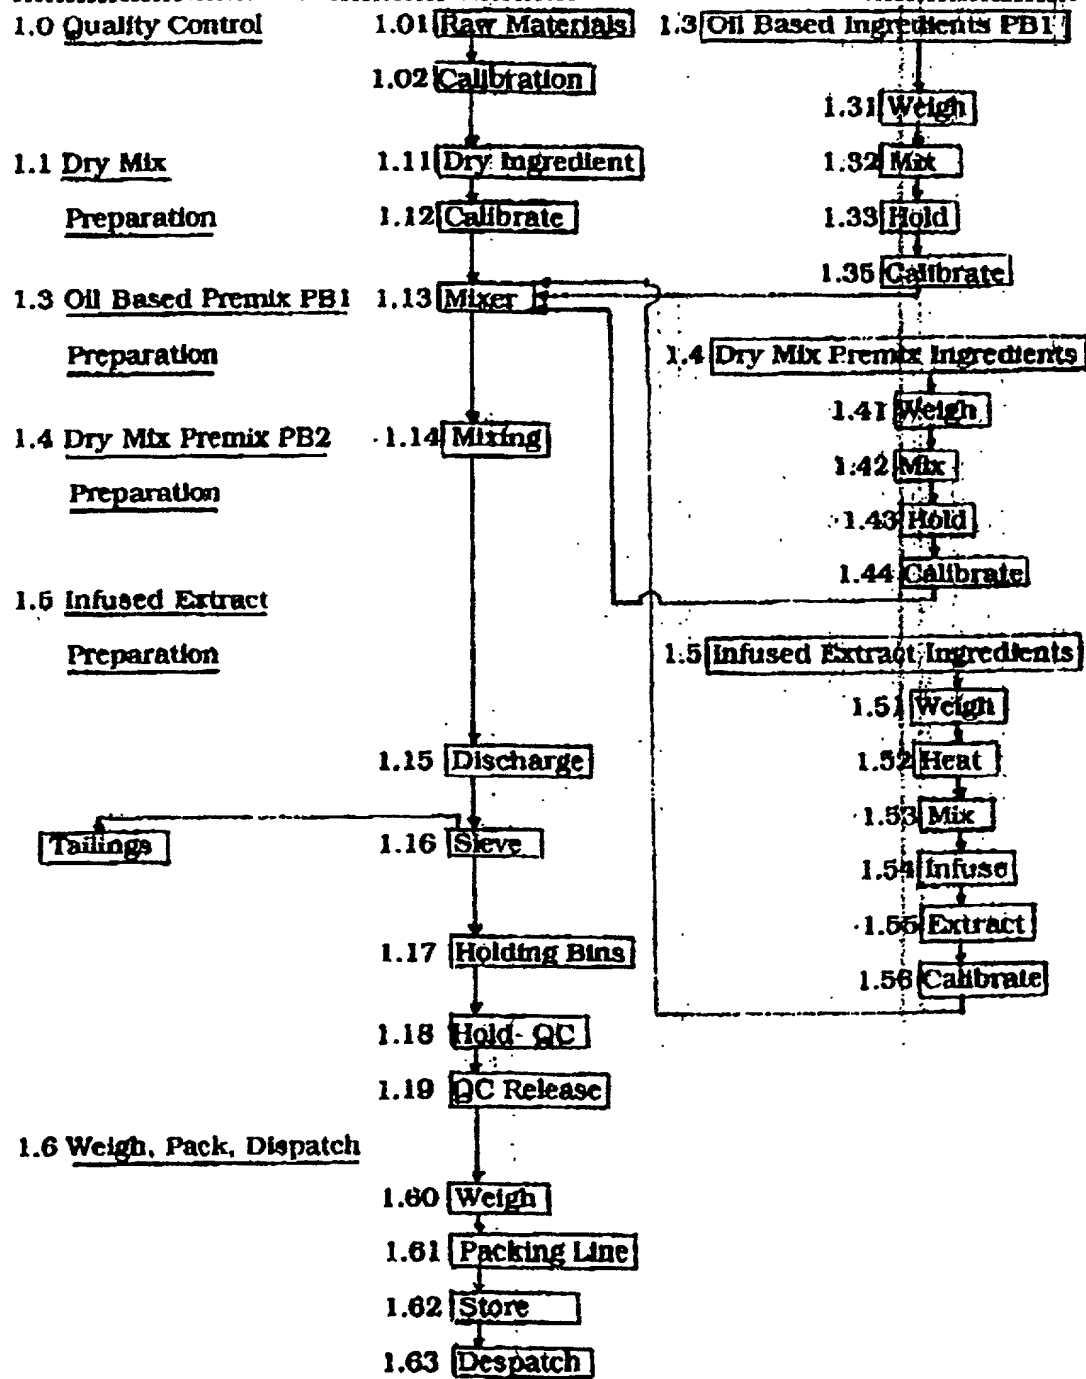 1.0 Quality Control
1.01 Raw Materials
1.3 Oil Based Ingredients PB1
1.02 Calibration
1.31 Weigh
1.1 Dry Mix
1.11 Dry Ingredient
1.32 Mix
Preparation
1.12 Calibrate
1.33 Hold
1.35 Calibrate
1.3 Oil Based Premix PB1
1.13 Mixer
Preparation
1.4 Dry Mix Premix Ingredients
1.41 Weigh
1.4 Dry Mix Premix PB2
1.14 Mixing
1.42 Mix
Preparation
1.43 Hold
1.44 Calibrate
1.5 Infused Extract
Preparation
1.5 Infused Extract Ingredients
1.51 Weigh
1.15 Discharge
1.52 Heat
1.53 Mix
Tailings
1.16 Sieve
1.54 Infuse
1.55 Extract
1.17 Holding Bins
1.56 Calibrate
1.18 Hold- QC
1.19 QC Release
1.6 Weigh, Pack, Dispatch
1.60 Weigh
1.61 Packing Line
1.62 Store
1.63 Despatch